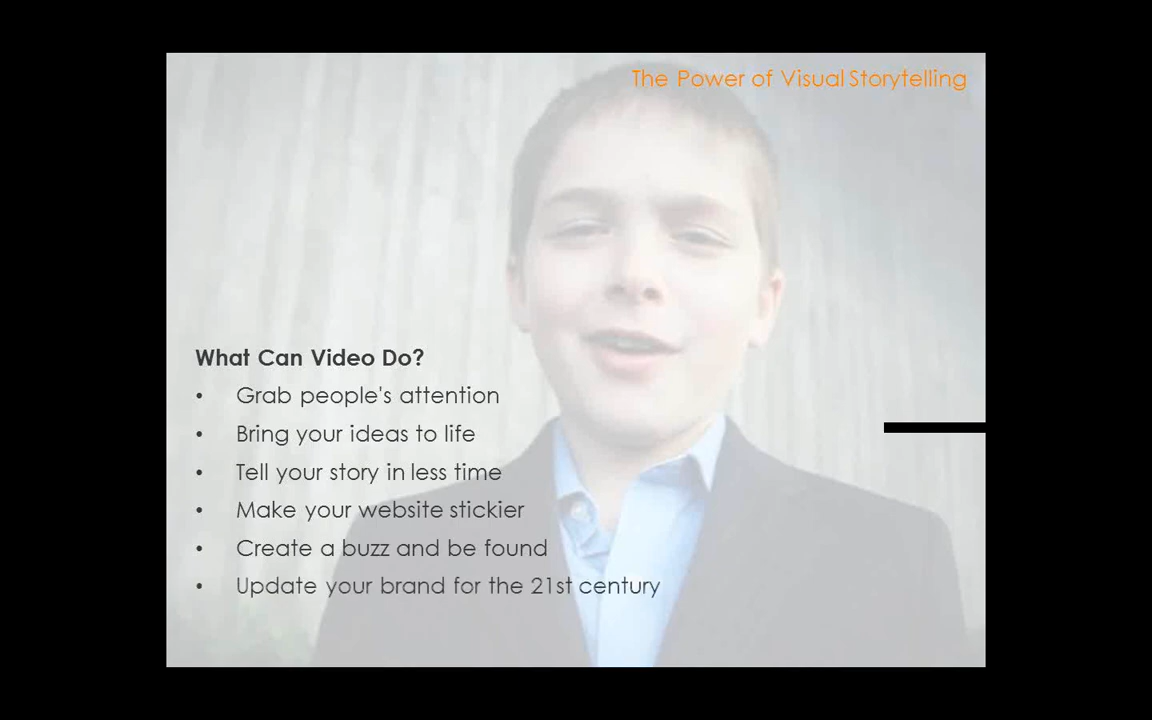 The Power of Visual Storytelling
What Can Video Do?
• Grab people's attention
• Bring your ideas to life
• Tell your story in less time
• Make your website stickier
• Create a buzz and be found
• Update your brand for the 21st century